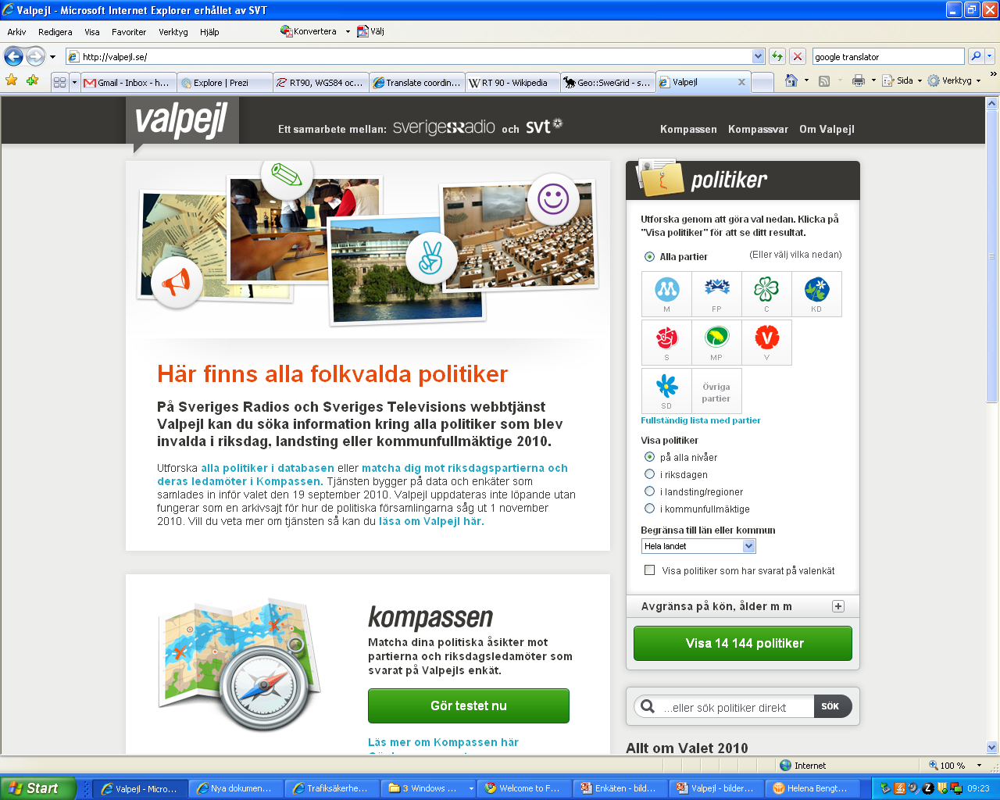 Valpejl - Microsoft Internet Explorer erhållet av SVT
Arkiv Redigera Visa Favoriter Verktyg Hjälp Konvertera Välj
http://valpejl.se/ google translator
Gmail - Inbox - h... Explore | Prezi RT90, WGS84 oc... Translate coordin... RT 90 - Wikipedia Geo::SweGrid - s... Valpejl Sida Verktyg
valpejl
Ett samarbete mellan: sverigesradio och svt
Kompassen Kompassvar Om Valpejl
Här finns alla folkvalda politiker
På Sveriges Radios och Sveriges Televisions webbtjänst
Valpejl kan du söka information kring alla politiker som blev
invalda i riksdag, landsting eller kommunfullmäktige 2010.
Utforska alla politiker i databasen eller matcha dig mot riksdagspartierna och
deras ledamöter i Kompassen. Tjänsten bygger på data och enkäter som
samlades in inför valet den 19 september 2010. Valpejl uppdateras inte löpande utan
fungerar som en arkivsajt för hur de politiska församlingarna såg ut 1 november
2010. Vill du veta mer om tjänsten så kan du läsa om Valpejl här.
kompassen
Matcha dina politiska åsikter mot
partierna och riksdagsledamöter som
svarat på Valpejls enkät.
Gör testet nu
Läs mer om Kompassen här
politiker
Utforska genom att göra val nedan. Klicka på
"Visa politiker" för att se ditt resultat.
Alla partier (Eller välj vilka nedan)
M FP C KD
S MP V
SD Övriga
partier
Fullständig lista med partier
Visa politiker
på alla nivåer
i riksdagen
i landsting/regioner
i kommunfullmäktige
Begränsa till län eller kommun
Hela landet
Visa politiker som har svarat på valenkät
Avgränsa på kön, ålder m m
Visa 14 144 politiker
...eller sök politiker direkt SÖK
Allt om Valet 2010
Internet 100 %
Start Valpejl - Micro... Nya dokumen... Trafiksäkerhe... 3 Windows ... Welcome to F... Enkäten - bild... Valpejl - bilder... Helena Bengt... 09:23